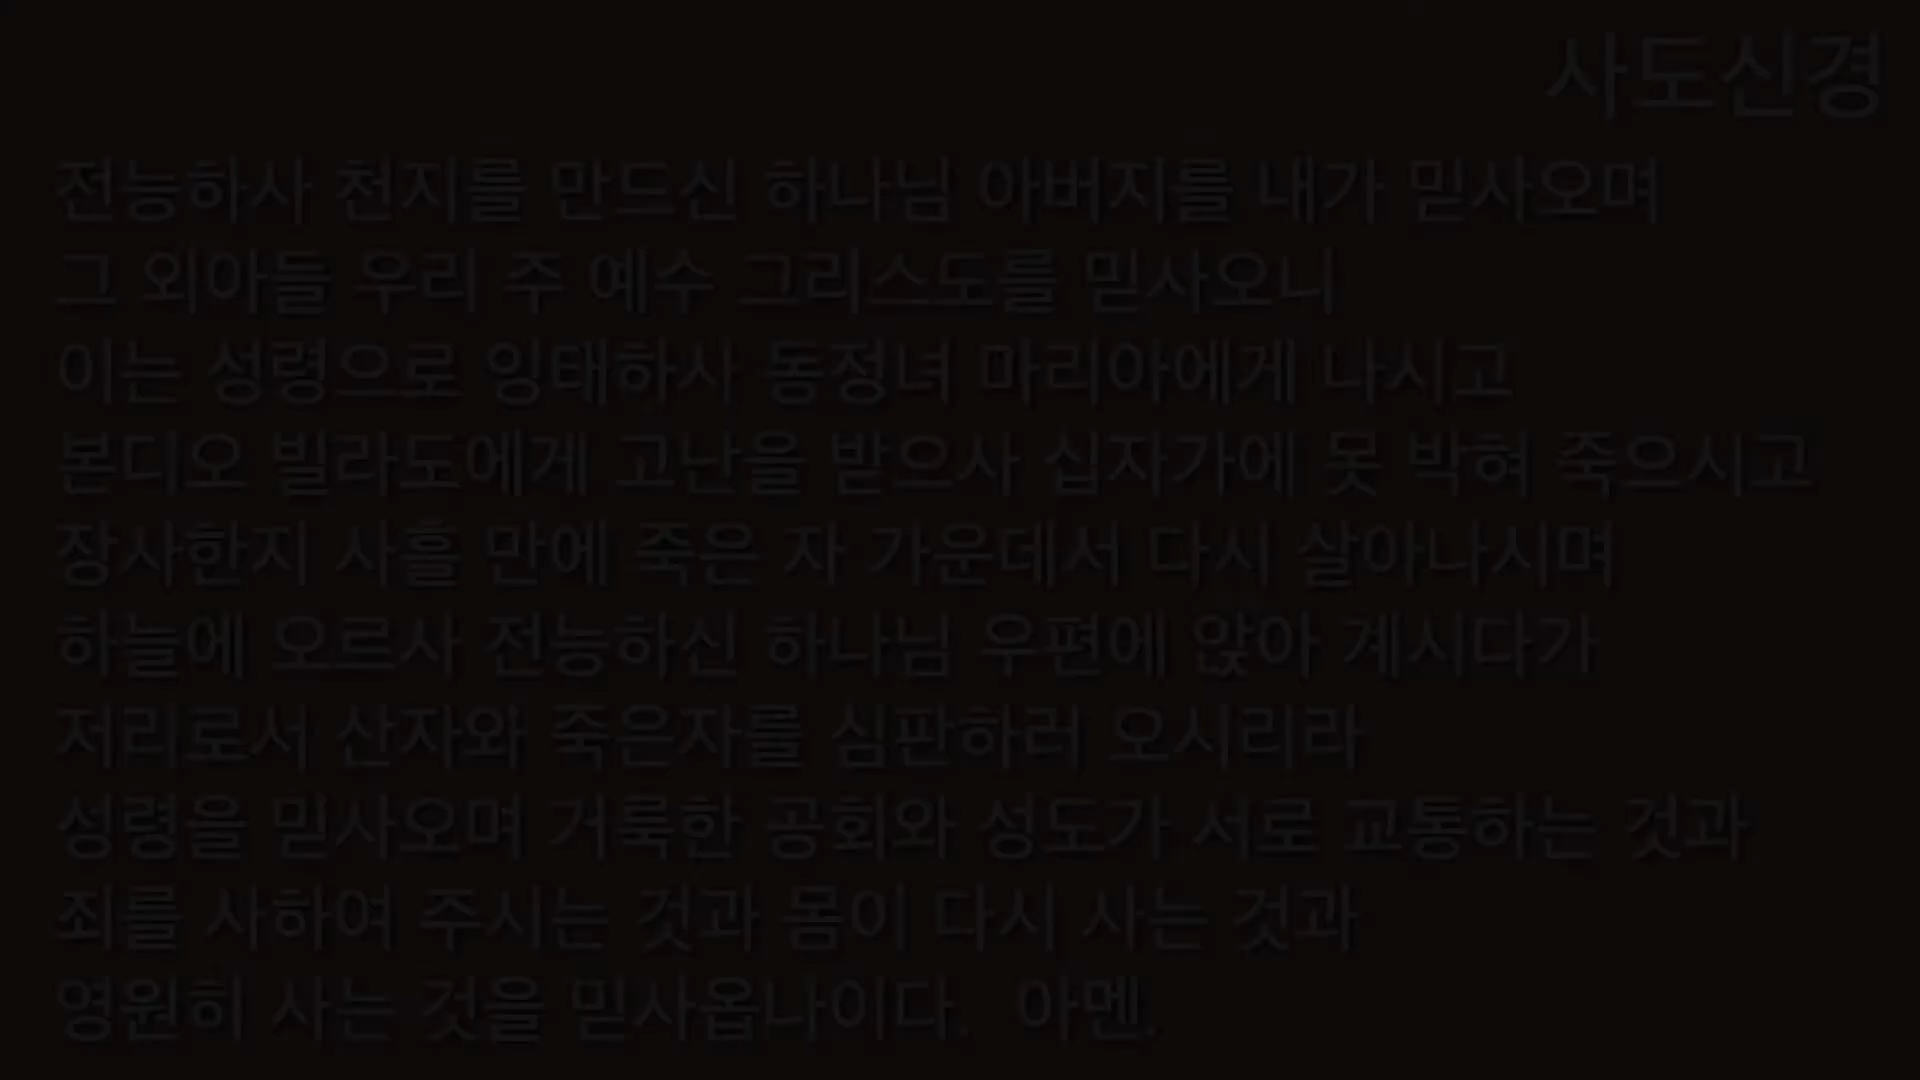 사도신경
전능하사 천지를 만드신 하나님 아버지를 내가 믿사오며
그 외아들 우리 주 예수 그리스도를 믿사오니
이는 성령으로 잉태하사 동정녀 마리아에게 나시고
본디오 빌라도에게 고난을 받으사 십자가에 못 박혀 죽으시고
장사한지 사흘 만에 죽은 자 가운데서 다시 살아나시며
하늘에 오르사 전능하신 하나님 우편에 앉아 계시다가
저리로서 산자와 죽은자를 심판하러 오시리라
성령을 믿사오며 거룩한 공회와 성도가 서로 교통하는 것과
죄를 사하여 주시는 것과 몸이 다시 사는 것과
영원히 사는 것을 믿사옵나이다. 아멘.